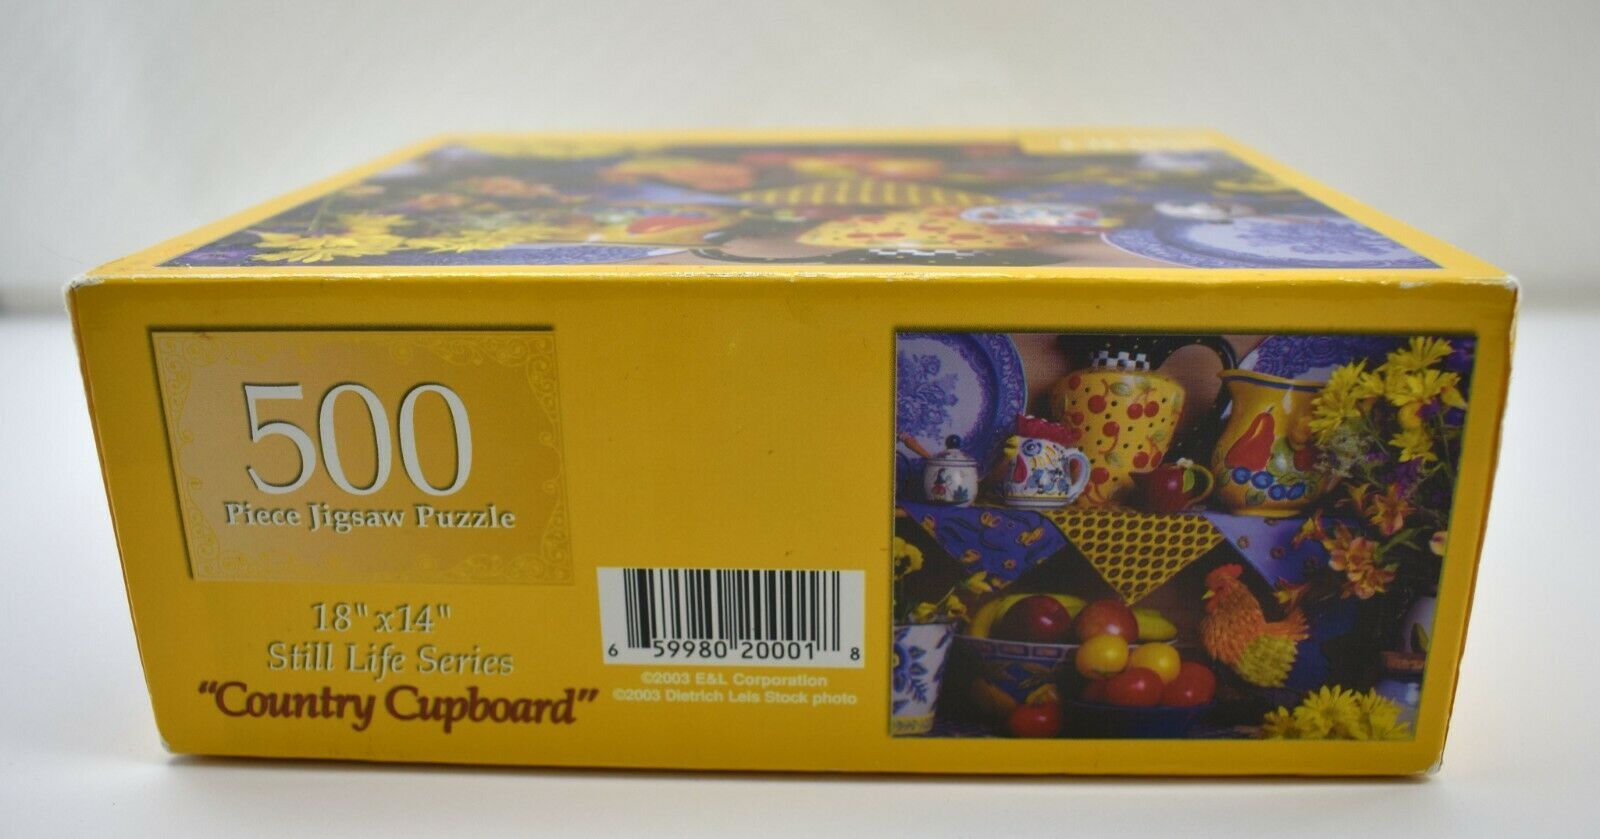 500
Piece Jigsaw Puzzle
18" x14"
Still Life Series
"Country Cupboard"
6 59980 20001 8
©2003 E&L Corporation
©2003 Dietrich Leis Stock photo